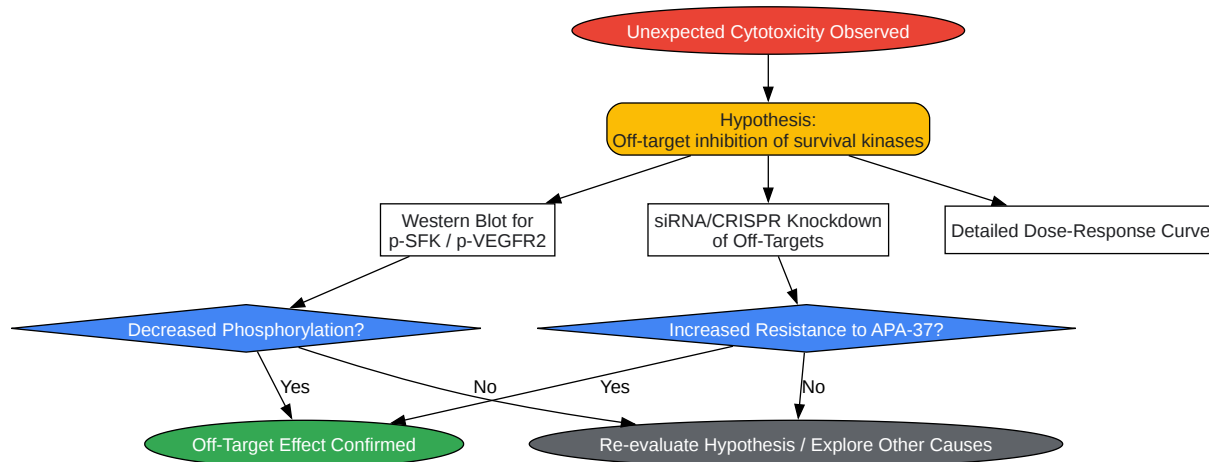 Unexpected Cytotoxicity Observed
Hypothesis:
Off-target inhibition of survival kinases
Western Blot for
p-SFK / p-VEGFR2
siRNA/CRISPR Knockdown
of Off-Targets
Detailed Dose-Response Curve
Decreased Phosphorylation?
Increased Resistance to APA-37?
Yes
No
Yes
No
Off-Target Effect Confirmed
Re-evaluate Hypothesis / Explore Other Causes